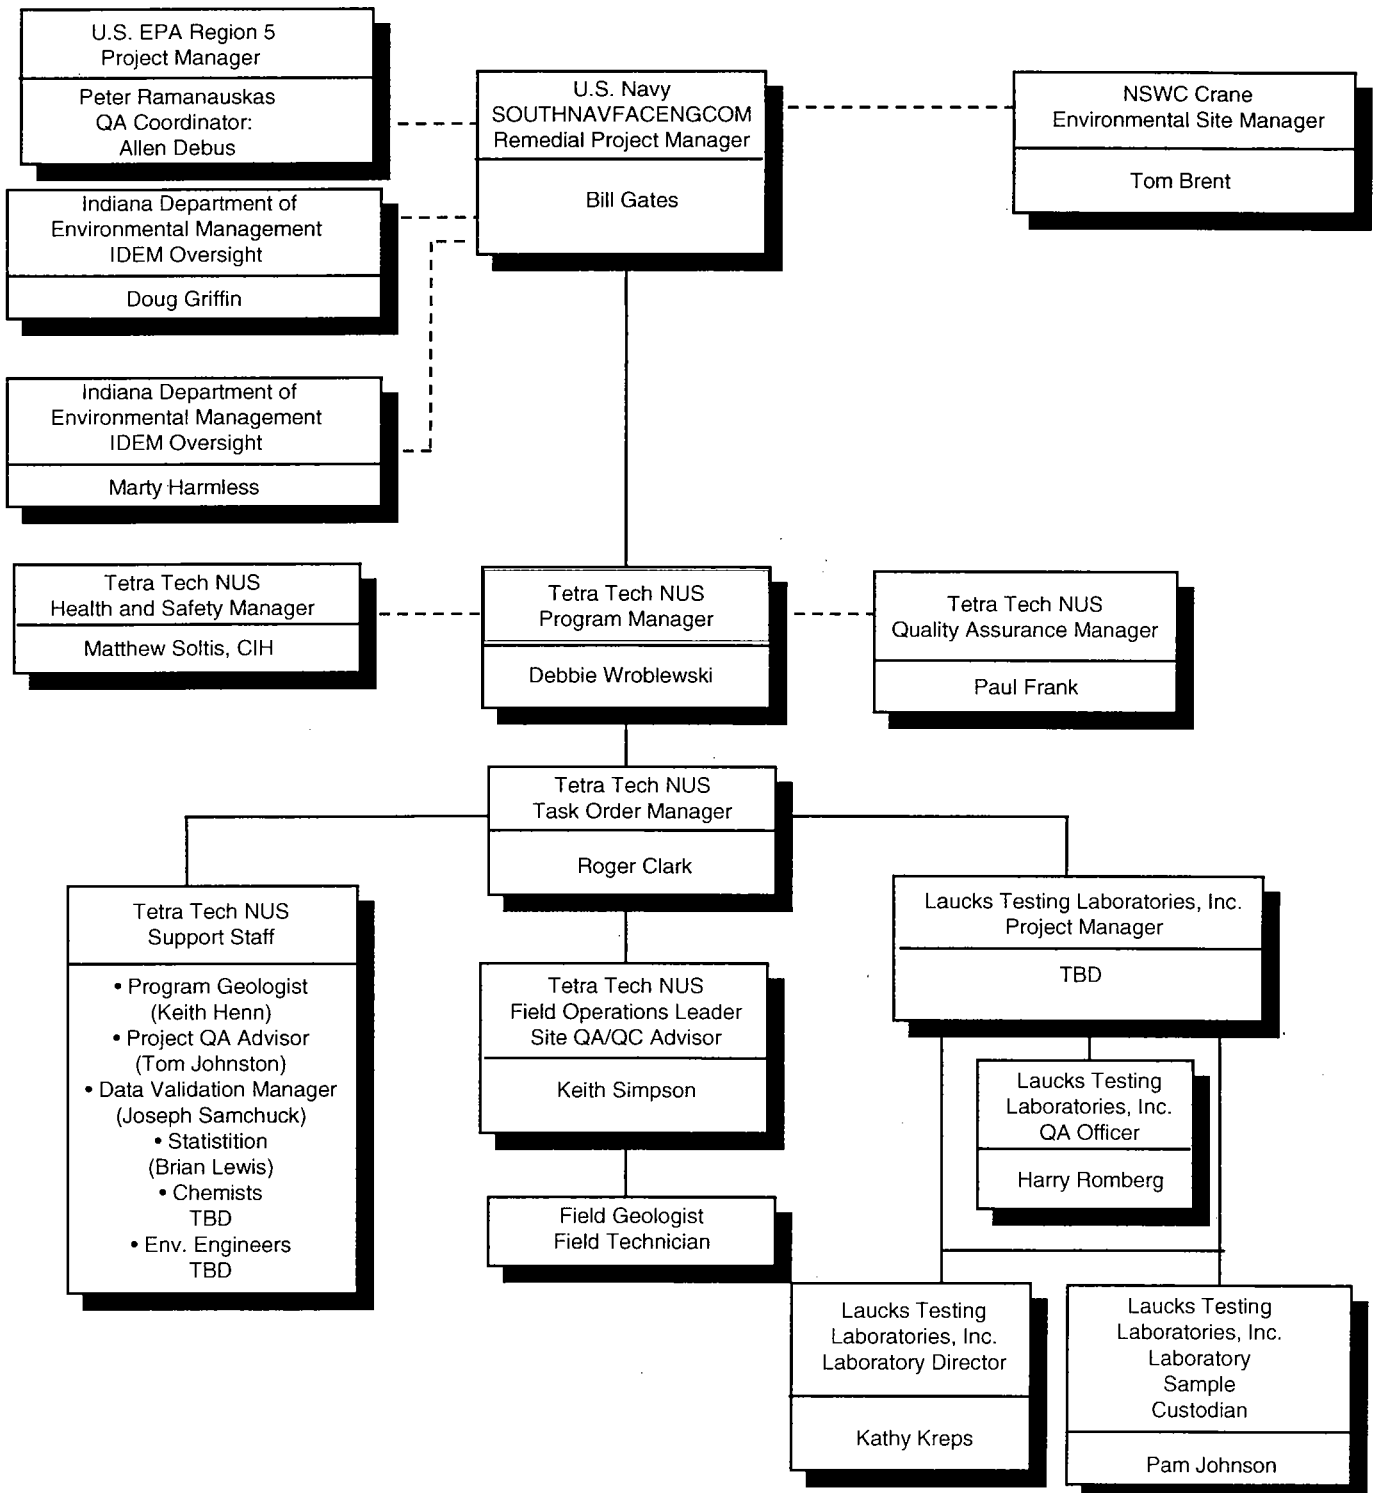 U.S. EPA Region 5
Project Manager
Peter Ramanauskas
QA Coordinator:
Allen Debus
U.S. Navy
SOUTHNAVFACENGCOM
Remedial Project Manager
Bill Gates
NSWC Crane
Environmental Site Manager
Tom Brent
Indiana Department of
Environmental Management
IDEM Oversight
Doug Griffin
Indiana Department of
Environmental Management
IDEM Oversight
Marty Harmless
Tetra Tech NUS
Health and Safety Manager
Matthew Soltis, CIH
Tetra Tech NUS
Program Manager
Debbie Wroblewski
Tetra Tech NUS
Quality Assurance Manager
Paul Frank
Tetra Tech NUS
Task Order Manager
Roger Clark
Tetra Tech NUS
Support Staff
• Program Geologist
(Keith Henn)
• Project QA Advisor
(Tom Johnston)
• Data Validation Manager
(Joseph Samchuck)
• Statistition
(Brian Lewis)
• Chemists
TBD
• Env. Engineers
TBD
Tetra Tech NUS
Field Operations Leader
Site QA/QC Advisor
Keith Simpson
Field Geologist
Field Technician
Laucks Testing Laboratories, Inc.
Project Manager
TBD
Laucks Testing
Laboratories, Inc.
QA Officer
Harry Romberg
Laucks Testing
Laboratories, Inc.
Laboratory Director
Kathy Kreps
Laucks Testing
Laboratories, Inc.
Laboratory
Sample
Custodian
Pam Johnson